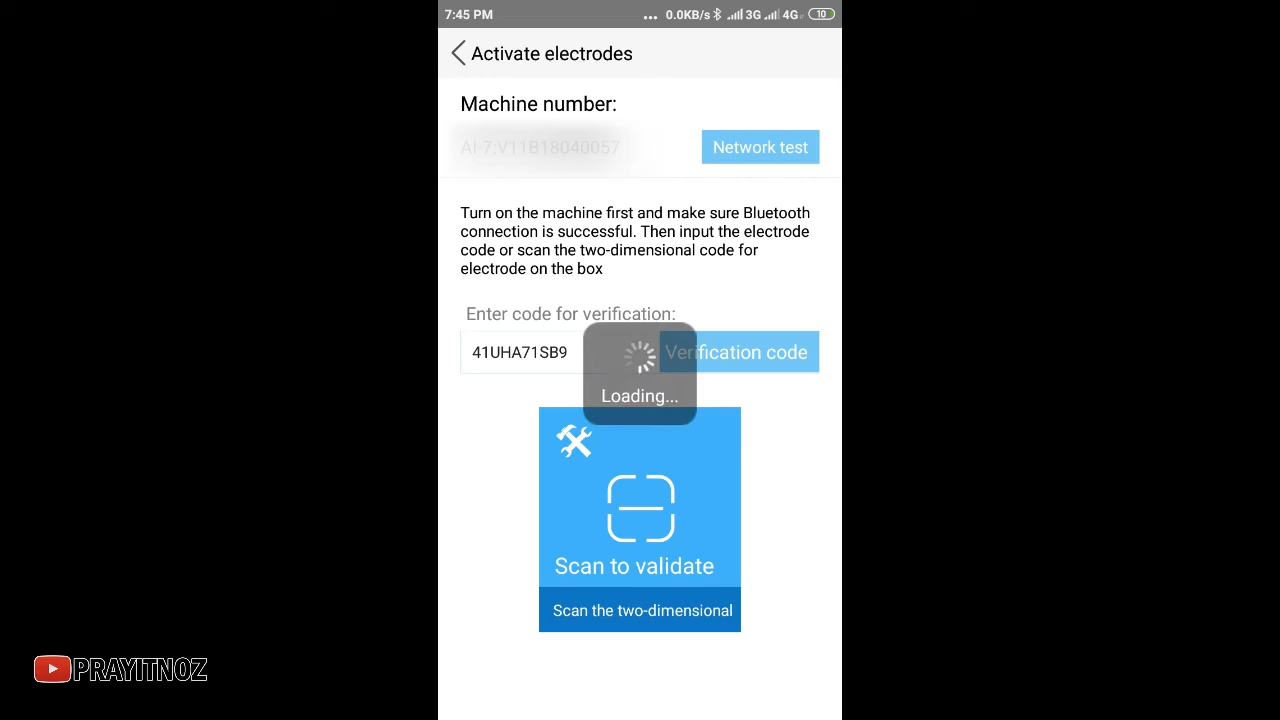 7:45 PM ... 0.0KB/s 3G 4G 10
Activate electrodes
Machine number:
AI-7:V11B18040057
Network test
Turn on the machine first and make sure Bluetooth
connection is successful. Then input the electrode
code or scan the two-dimensional code for
electrode on the box
Enter code for verification:
41UHA71SB9
Verification code
Loading...
Scan to validate
Scan the two-dimensional
PRAYITNOZ